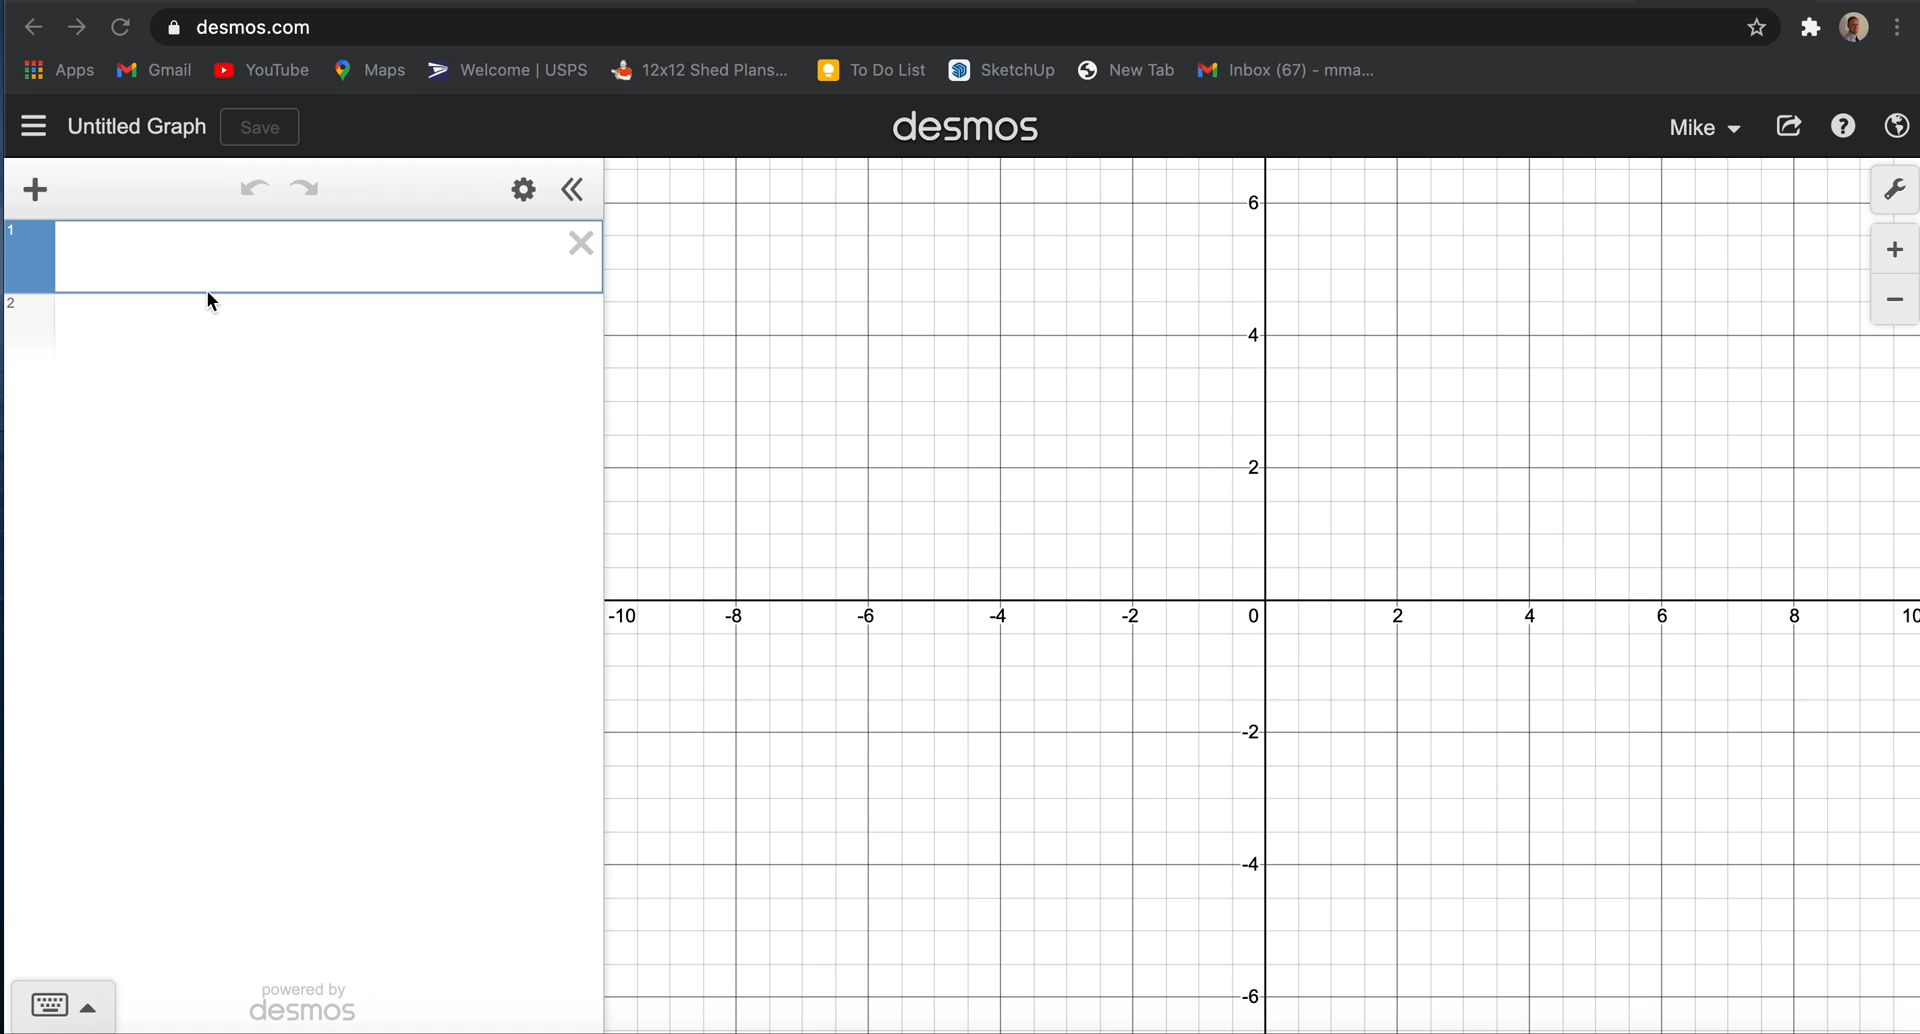 desmos.com
Apps Gmail YouTube Maps Welcome | USPS 12x12 Shed Plans... To Do List SketchUp New Tab Inbox (67) - mma...
Untitled Graph Save desmos Mike
1
2
6
4
2
-10 -8 -6 -4 -2 0 2 4 6 8 10
-2
-4
-6
powered by
desmos